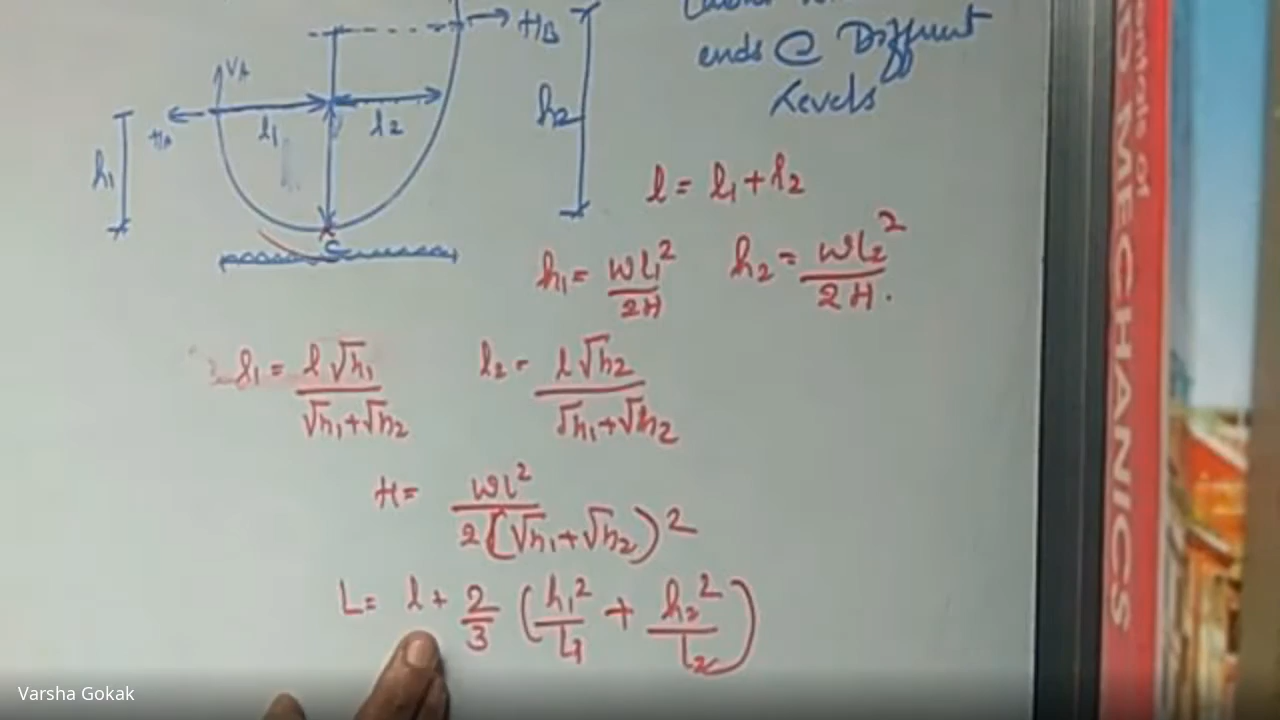 H_B
ends @ Different
Levels
V_A
h_2
H_A
l_1
l_2
h_1
l = l_1 + l_2
h_1 = wl_1^2 / 2H
h_2 = wl_2^2 / 2H.
l_1 = l√h_1 / √h_1+√h_2
l_2 = l√h_2 / √h_1+√h_2
H = wl^2 / 2(√h_1+√h_2)^2
L = l + 2/3 (h_1^2/l_1 + h_2^2/l_2)
MECHANICS
Varsha Gokak